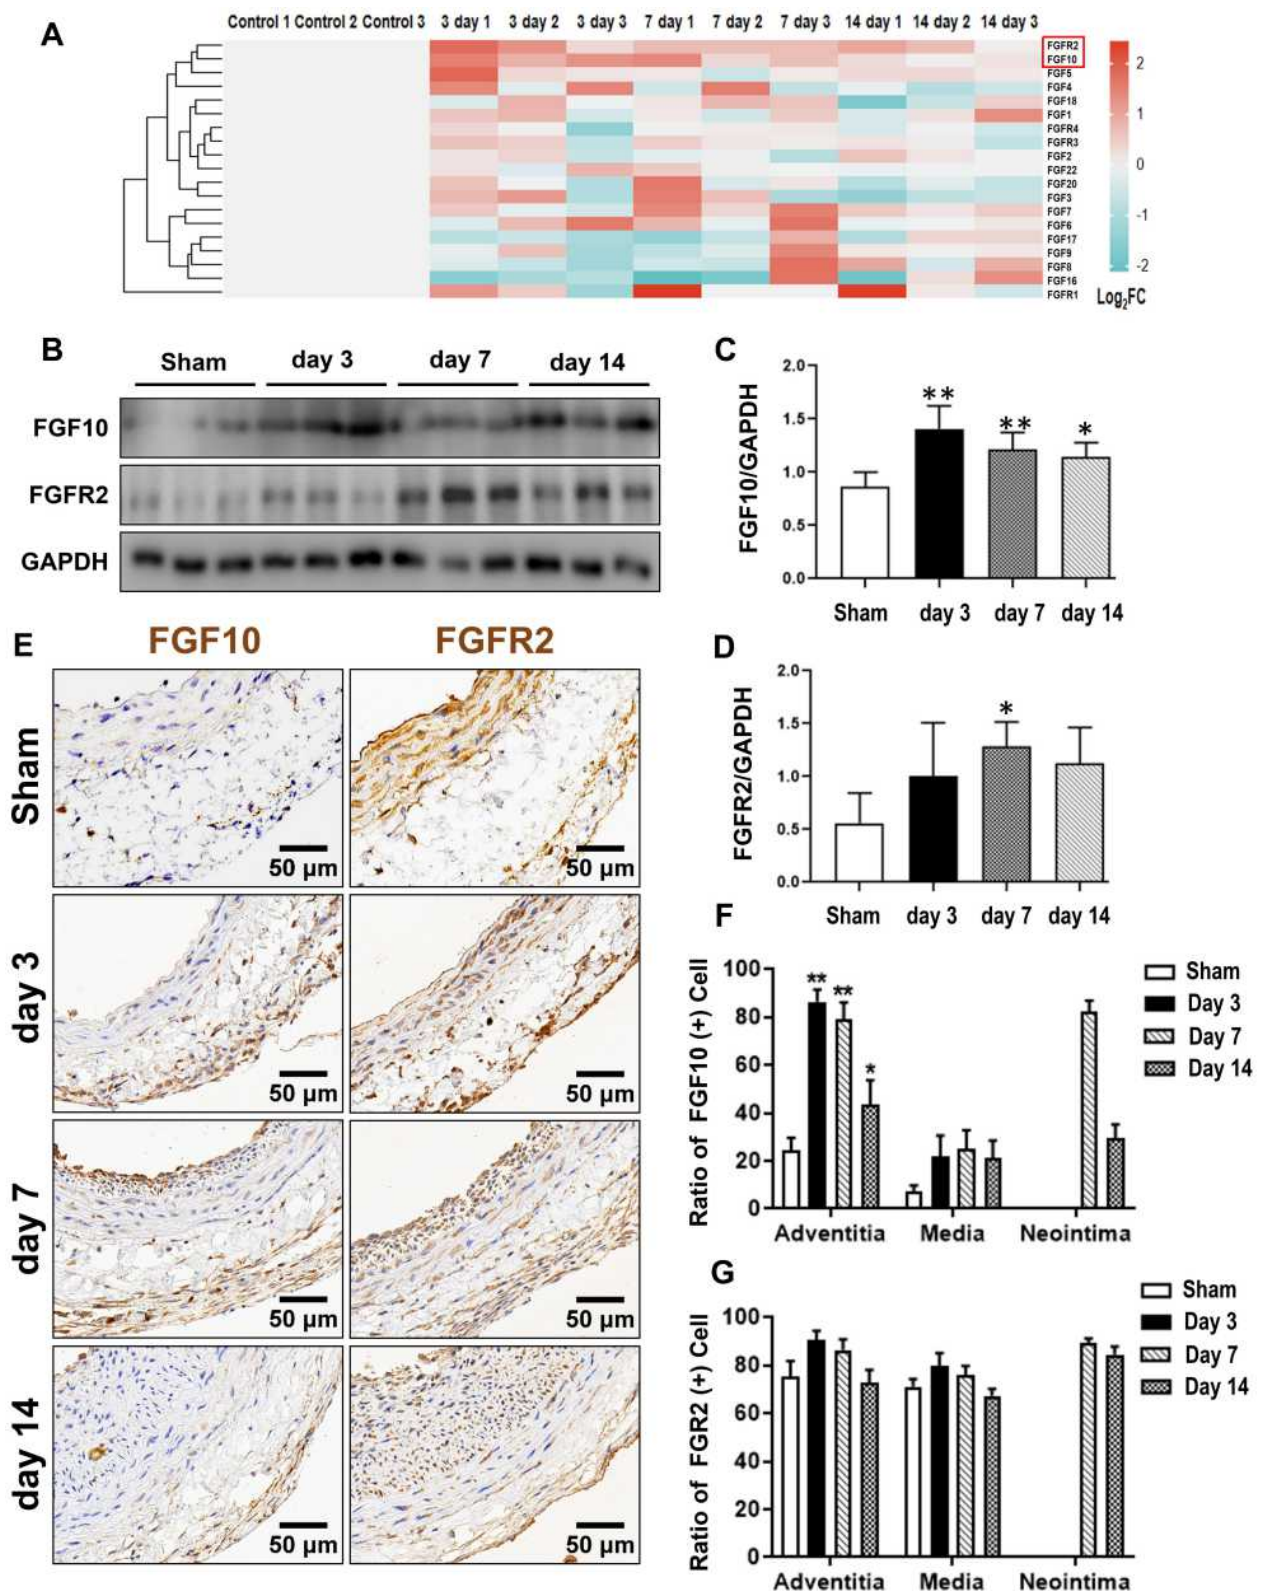 A
Control 1 Control 2 Control 3 3 day 1 3 day 2 3 day 3 7 day 1 7 day 2 7 day 3 14 day 1 14 day 2 14 day 3
FGFR2
FGF10
FGF5
FGF4
FGF18
FGF1
FGFR4
FGFR3
FGF2
FGF22
FGF20
FGF3
FGF7
FGF6
FGF17
FGF9
FGF8
FGF16
FGFR1
2
1
0
-1
-2
Log2FC
B
Sham day 3 day 7 day 14
FGF10
FGFR2
GAPDH
C
FGF10/GAPDH
2.0
1.5
1.0
0.5
0.0
** ** *
Sham day 3 day 7 day 14
D
FGFR2/GAPDH
2.0
1.5
1.0
0.5
0.0
*
Sham day 3 day 7 day 14
E
FGF10 FGFR2
Sham
50 µm 50 µm
day 3
50 µm 50 µm
day 7
50 µm 50 µm
day 14
50 µm 50 µm
F
Ratio of FGF10 (+) Cell
100
80
60
40
20
0
** ** *
Adventitia Media Neointima
Sham
Day 3
Day 7
Day 14
G
Ratio of FGR2 (+) Cell
100
80
60
40
20
0
Adventitia Media Neointima
Sham
Day 3
Day 7
Day 14